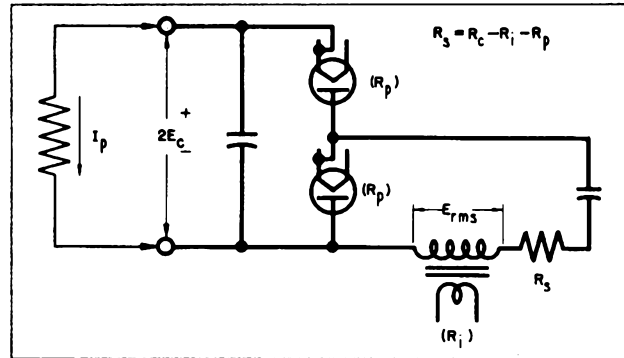 R_s = R_c – R_i – R_p
(R_p)
I_p
+
2E_c
–
(R_p)
E_rms
R_s
(R_i)